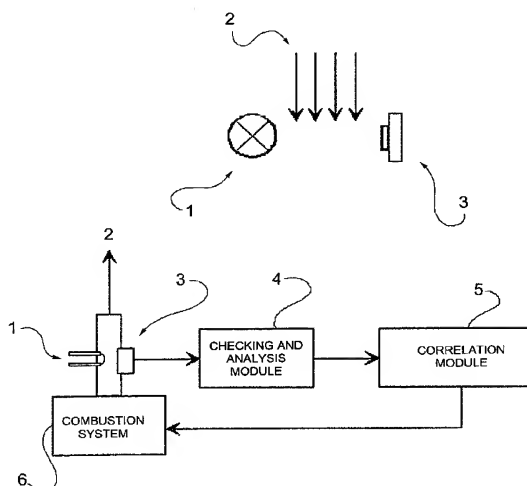 2
1
3
2
3
4
5
1
CHECKING AND
ANALYSIS
MODULE
CORRELATION
MODULE
COMBUSTION
SYSTEM
6